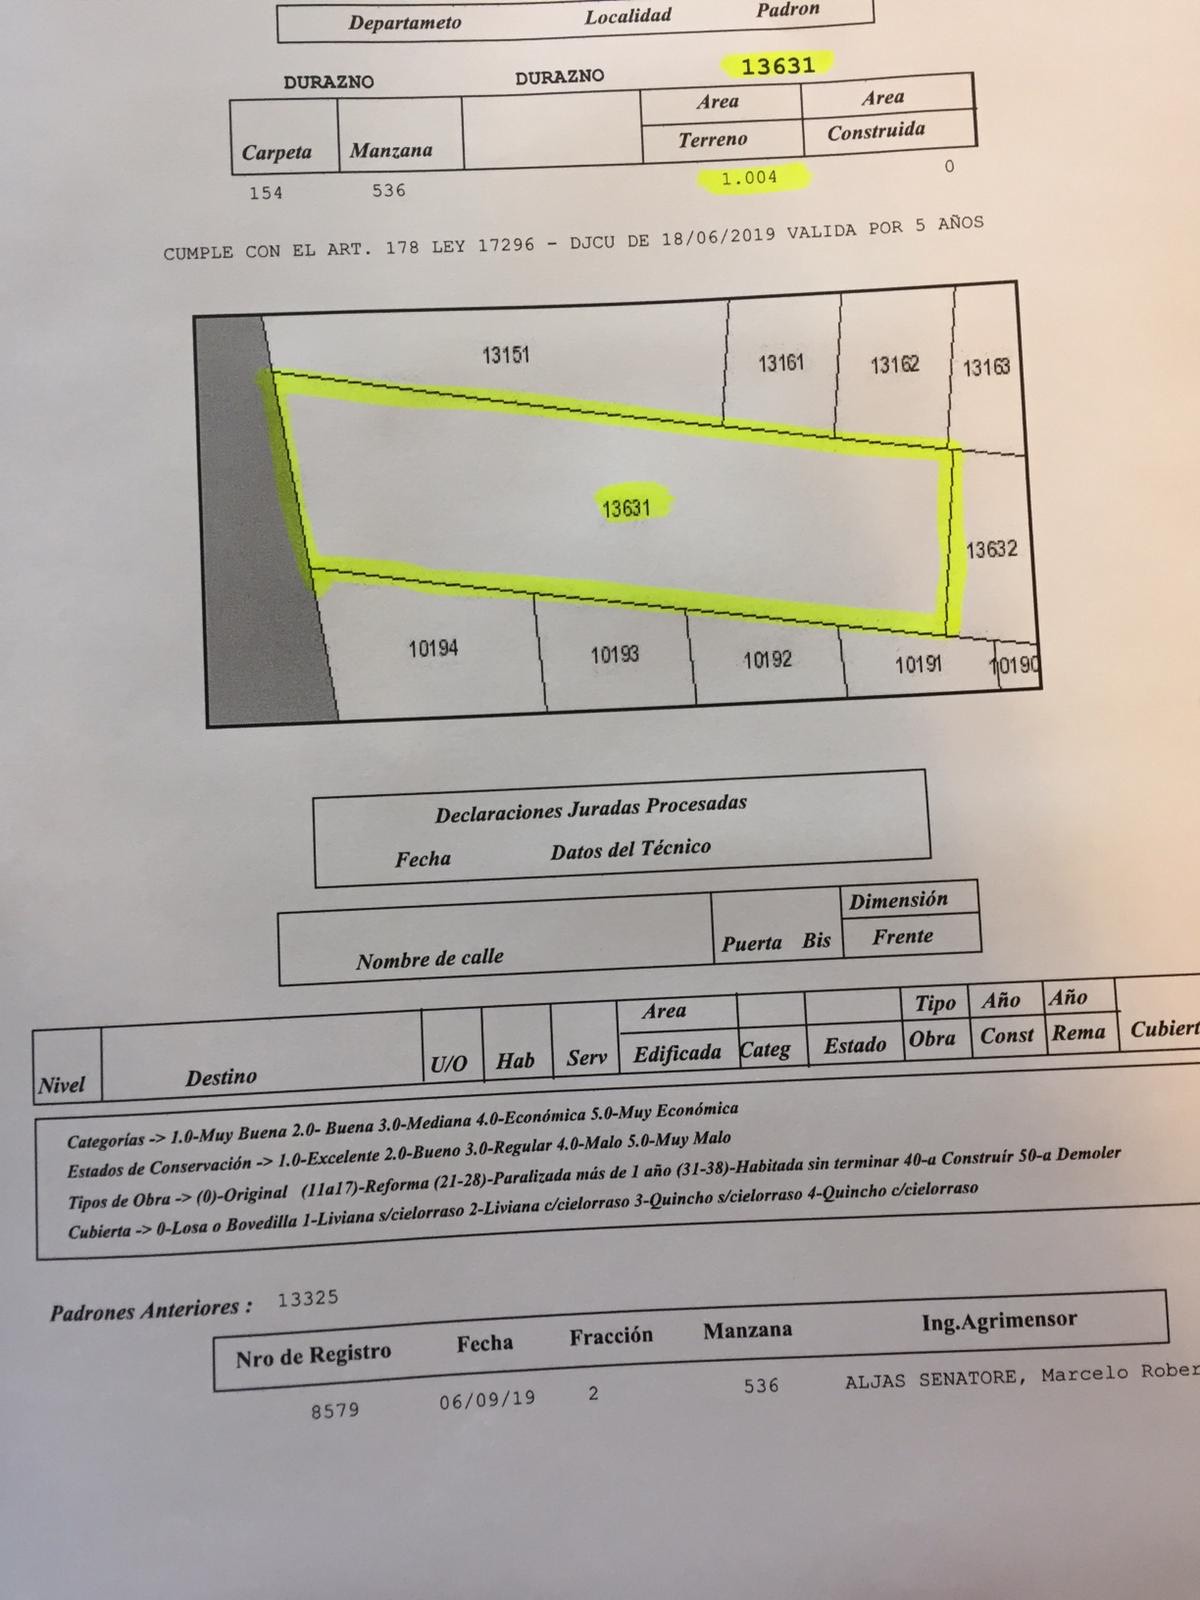 Departameto Localidad Padron
DURAZNO DURAZNO 13631
Carpeta Manzana Area Terreno Area Construida
154 536 1.004 0
CUMPLE CON EL ART. 178 LEY 17296 - DJCU DE 18/06/2019 VALIDA POR 5 AÑOS
13151 13161 13162 13163
13631
13632
10194 10193 10192 10191 10190
Declaraciones Juradas Procesadas
Fecha Datos del Técnico
Nombre de calle Puerta Bis Dimensión Frente
Nivel Destino U/O Hab Serv Area Edificada Categ Estado Tipo Obra Año Const Año Rema Cubiert
Categorías -> 1.0-Muy Buena 2.0- Buena 3.0-Mediana 4.0-Económica 5.0-Muy Económica
Estados de Conservación -> 1.0-Excelente 2.0-Bueno 3.0-Regular 4.0-Malo 5.0-Muy Malo
Tipos de Obra -> (0)-Original (11a17)-Reforma (21-28)-Paralizada más de 1 año (31-38)-Habitada sin terminar 40-a Construír 50-a Demoler
Cubierta -> 0-Losa o Bovedilla 1-Liviana s/cielorraso 2-Liviana c/cielorraso 3-Quincho s/cielorraso 4-Quincho c/cielorraso
Padrones Anteriores : 13325
Nro de Registro Fecha Fracción Manzana Ing.Agrimensor
8579 06/09/19 2 536 ALJAS SENATORE, Marcelo Rober